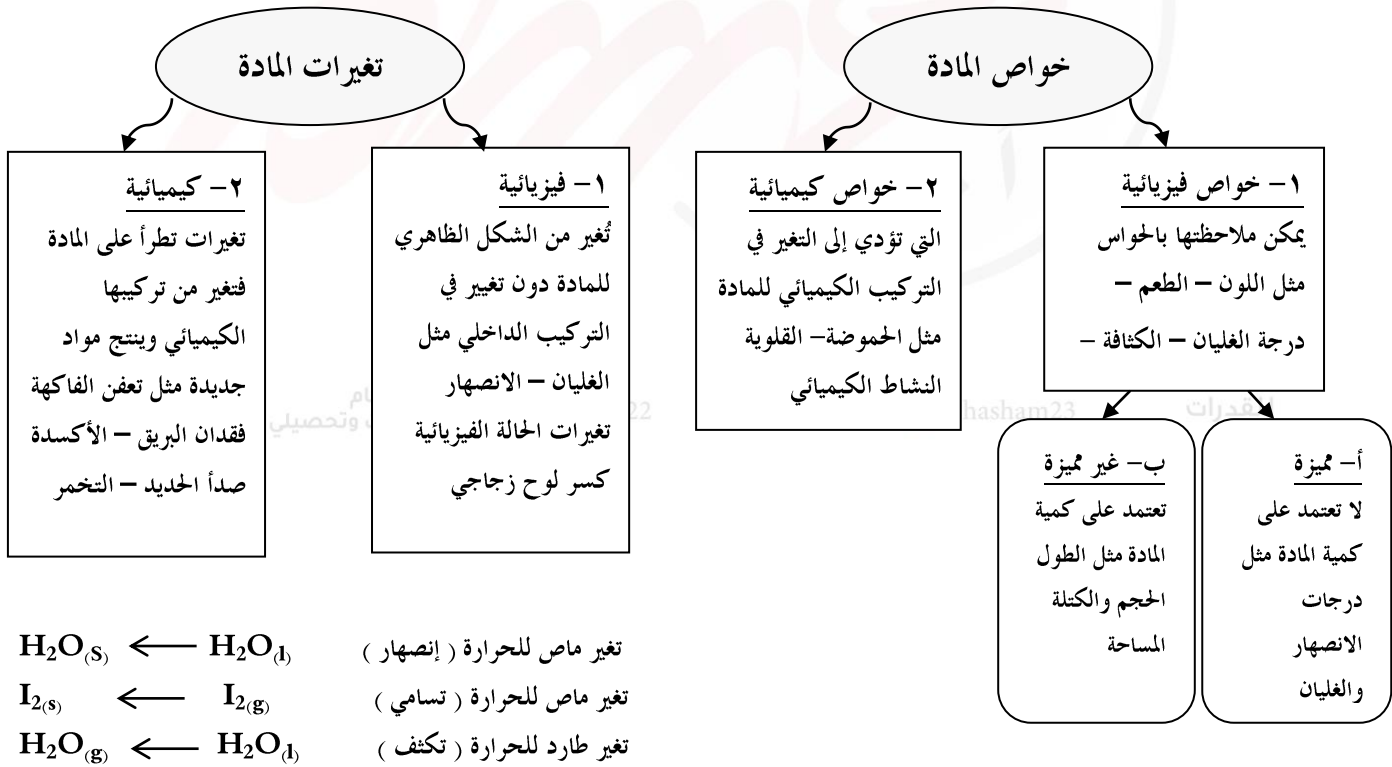 خواص المادة
١– خواص فيزيائية
يمكن ملاحظتها بالحواس
مثل اللون – الطعم –
درجة الغليان – الكثافة –
أ– مميزة
لا تعتمد على
كمية المادة مثل
درجات
الانصهار
والغليان
ب– غير مميزة
تعتمد على كمية
المادة مثل الطول
الحجم والكتلة
المساحة
٢– خواص كيميائية
التي تؤدي إلى التغير في
التركيب الكيميائي للمادة
مثل الحموضة– القلوية
النشاط الكيميائي
تغيرات المادة
١– فيزيائية
تُغير من الشكل الظاهري
للمادة دون تغيير في
التركيب الداخلي مثل
الغليان – الانصهار
تغيرات الحالة الفيزيائية
كسر لوح زجاجي
٢– كيميائية
تغيرات تطرأ على المادة
فتغير من تركيبها
الكيميائي وينتج مواد
جديدة مثل تعفن الفاكهة
فقدان البريق – الأكسدة
صدأ الحديد – التخمر
تغير ماص للحرارة ( إنصهار ) H₂O(l) ← H₂O(S)
تغير ماص للحرارة ( تسامي ) I₂(g) ← I₂(s)
تغير طارد للحرارة ( تكثف ) H₂O(l) ← H₂O(g)
القدرات
hasham23
22
وتحصيلي